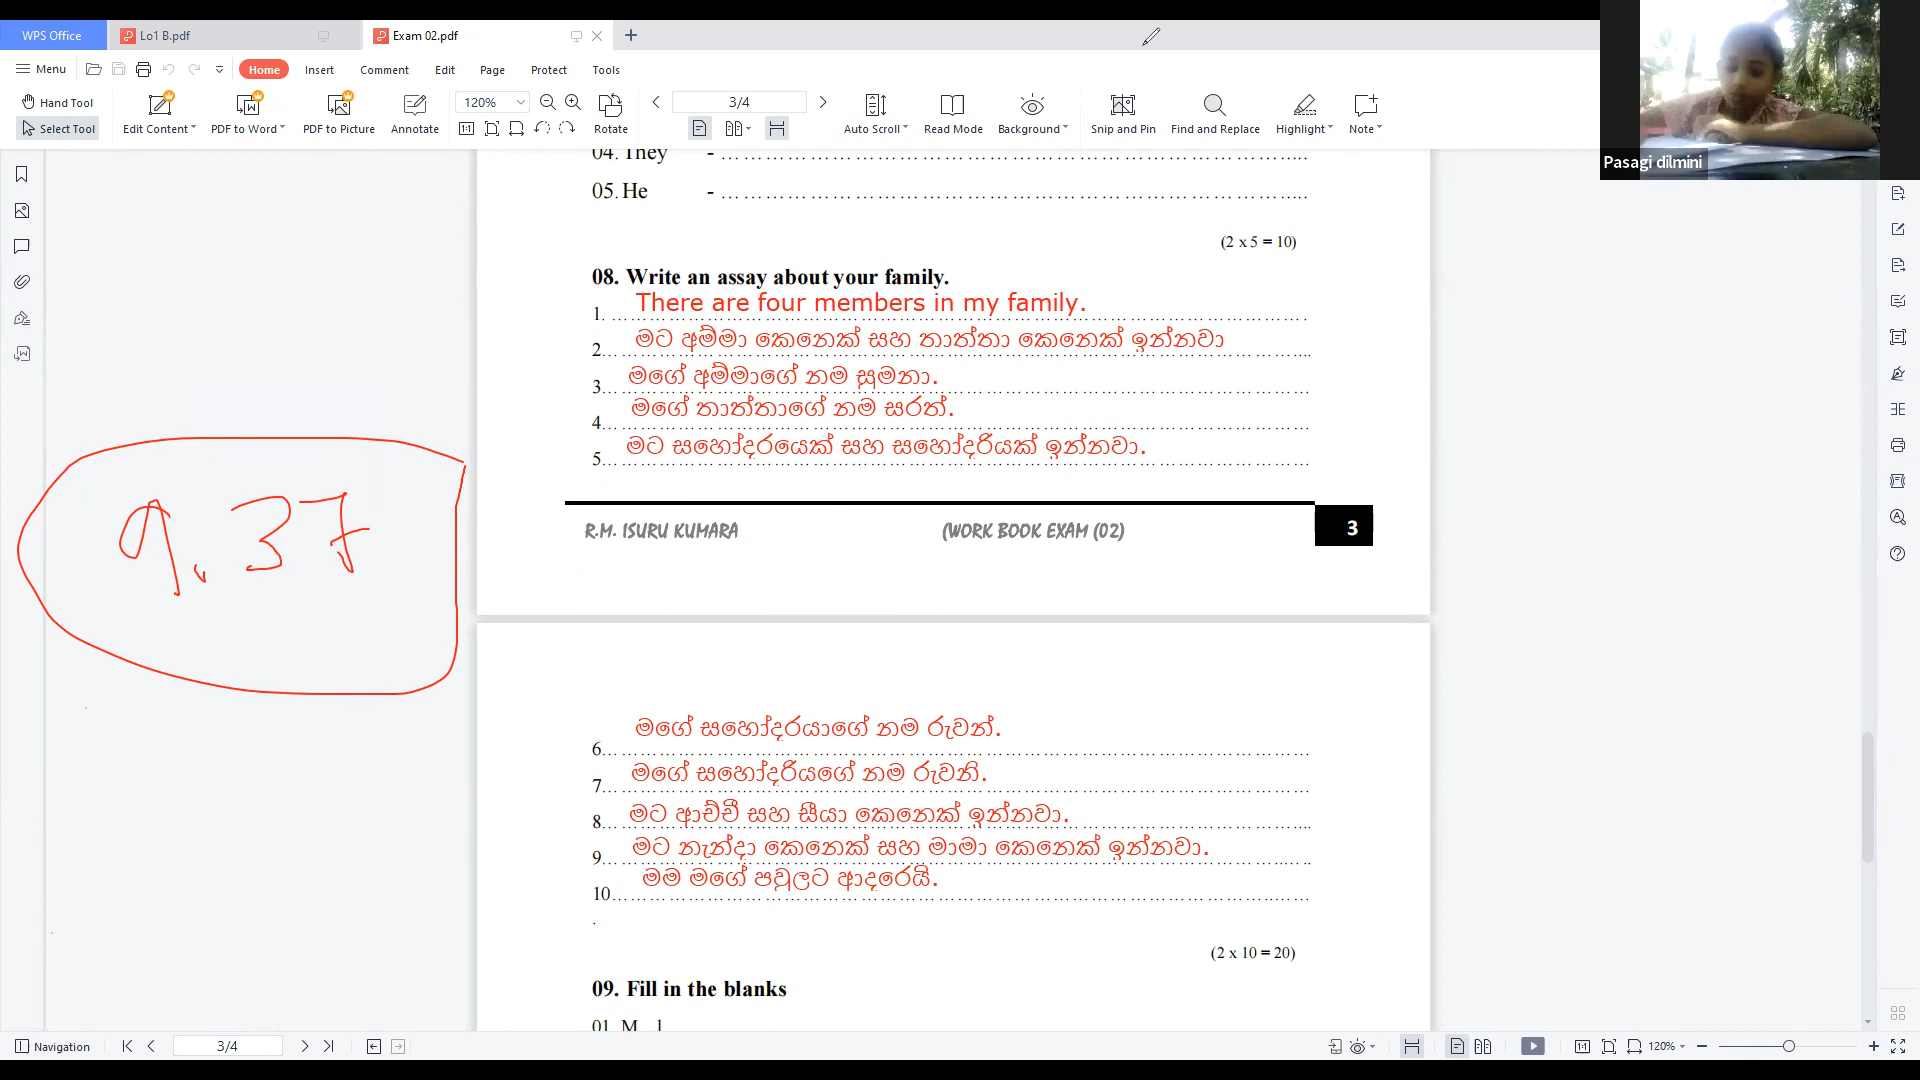 WPS Office
Lo1 B.pdf
Exam 02.pdf
Menu
Home
Insert
Comment
Edit
Page
Protect
Tools
Hand Tool
Select Tool
Edit Content
PDF to Word
PDF to Picture
Annotate
120%
Rotate
3/4
Auto Scroll
Read Mode
Background
Snip and Pin
Find and Replace
Highlight
Note
Pasagi dilmini
04. They - ……………………………………………………………………
05. He - ……………………………………………………………………
(2 x 5 = 10)
08. Write an assay about your family.
1. There are four members in my family.
2. මට අම්මා කෙනෙක් සහ තාත්තා කෙනෙක් ඉන්නවා
3. මගේ අම්මාගේ නම සුමනා.
4. මගේ තාත්තාගේ නම සරත්.
5. මට සහෝදරයෙක් සහ සහෝදරියක් ඉන්නවා.
R.M. ISURU KUMARA (WORK BOOK EXAM (02) 3
9.37
6. මගේ සහෝදරයාගේ නම රුවන්.
7. මගේ සහෝදරියගේ නම රුවනි.
8. මට ආච්චී සහ සීයා කෙනෙක් ඉන්නවා.
9. මට නැන්දා කෙනෙක් සහ මාමා කෙනෙක් ඉන්නවා.
10. මම මගේ පවුලට ආදරෙයි.
(2 x 10 = 20)
09. Fill in the blanks
01. M _ l
Navigation
3/4
120%